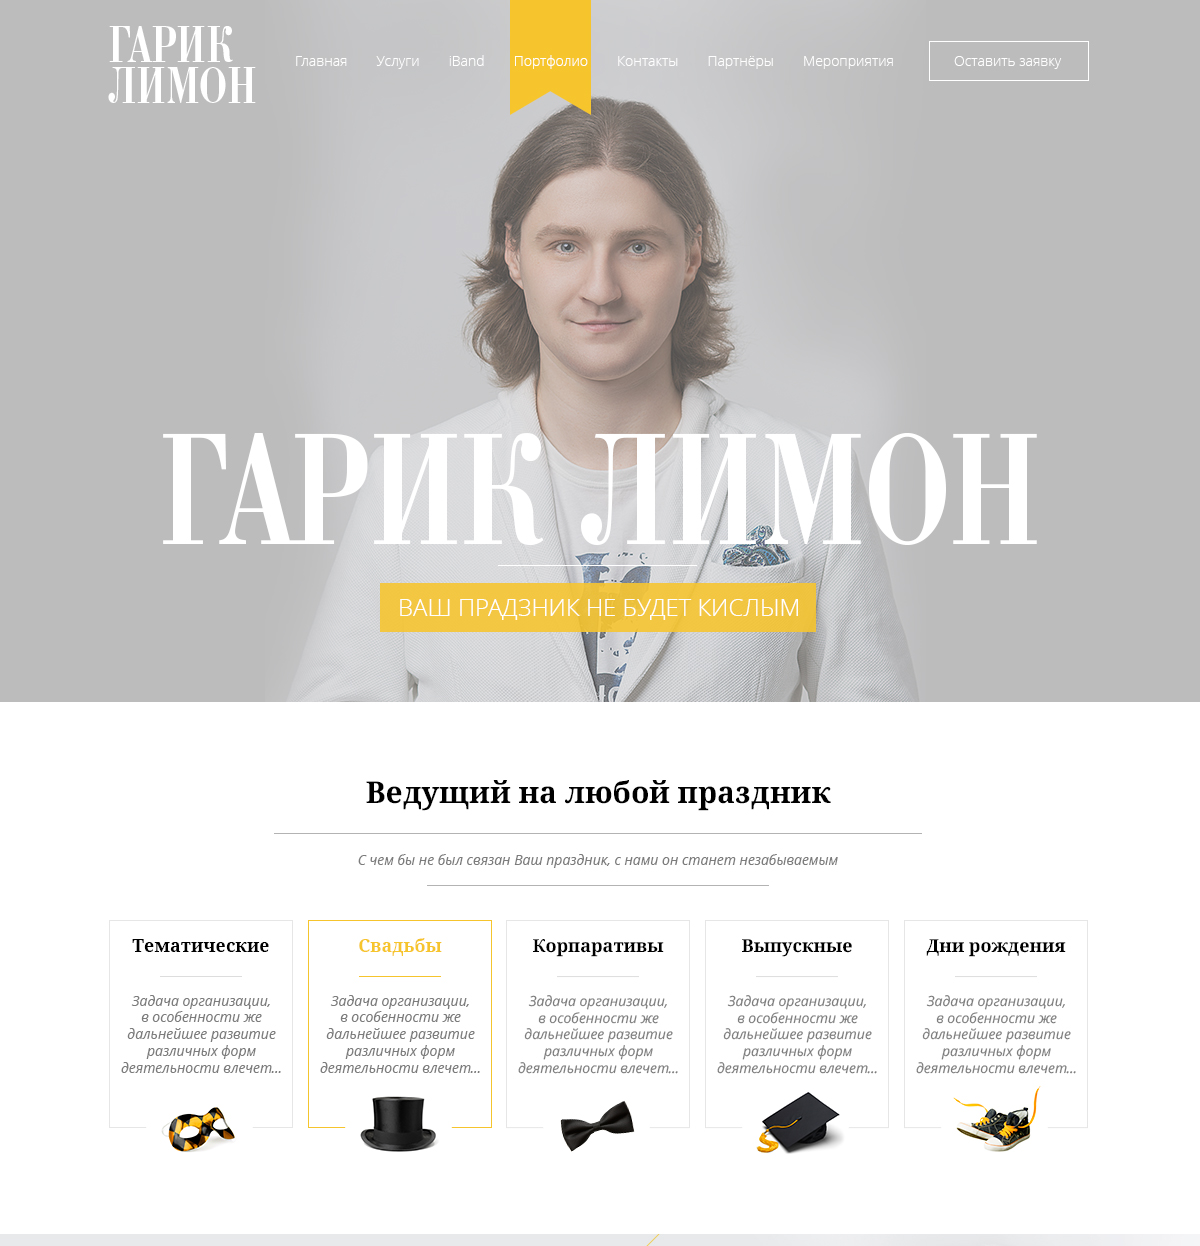 ГАРИК
ЛИМОН
Главная
Услуги
iBand
Портфолио
Контакты
Партнёры
Мероприятия
Оставить заявку
ГАРИК ЛИМОН
ВАШ ПРАДЗНИК НЕ БУДЕТ КИСЛЫМ
Ведущий на любой праздник
С чем бы не был связан Ваш праздник, с нами он станет незабываемым
Тематические
Задача организации,
в особенности же
дальнейшее развитие
различных форм
деятельности влечет...
Свадьбы
Задача организации,
в особенности же
дальнейшее развитие
различных форм
деятельности влечет...
Корпаративы
Задача организации,
в особенности же
дальнейшее развитие
различных форм
деятельности влечет...
Выпускные
Задача организации,
в особенности же
дальнейшее развитие
различных форм
деятельности влечет...
Дни рождения
Задача организации,
в особенности же
дальнейшее развитие
различных форм
деятельности влечет...